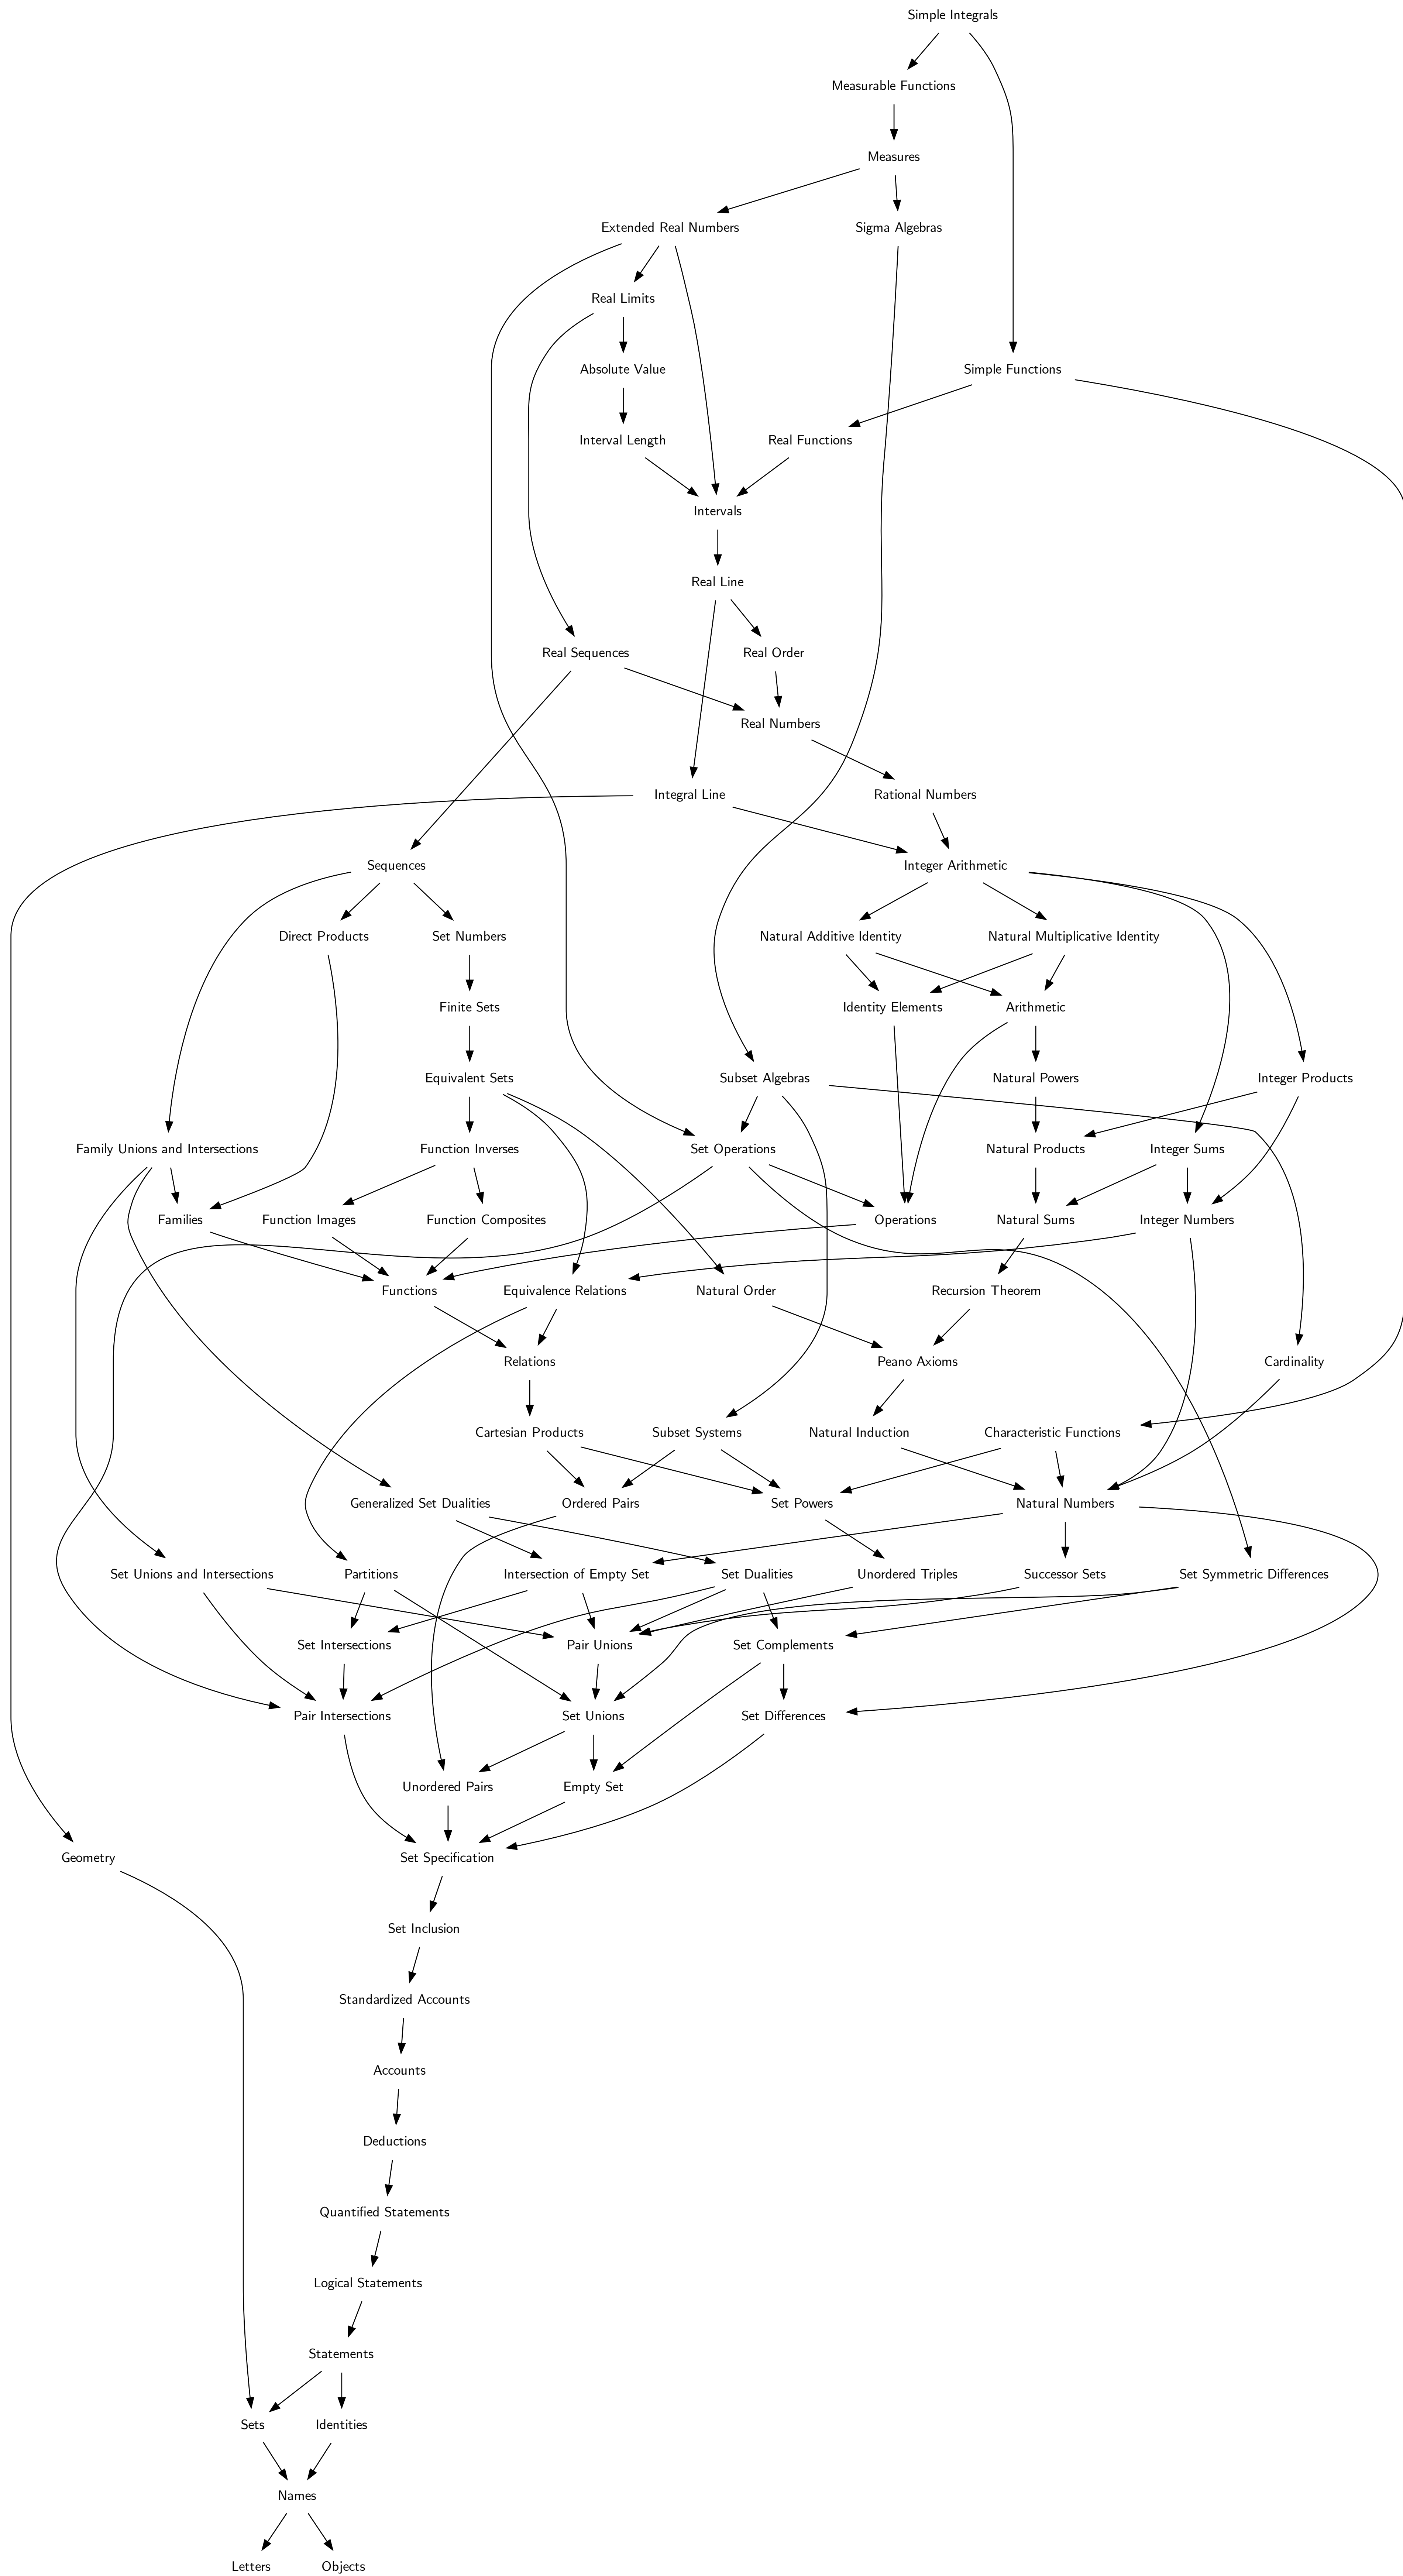 Simple Integrals
Measurable Functions
Measures
Extended Real Numbers
Sigma Algebras
Real Limits
Absolute Value
Simple Functions
Interval Length
Real Functions
Intervals
Real Line
Real Sequences
Real Order
Real Numbers
Integral Line
Rational Numbers
Sequences
Integer Arithmetic
Direct Products
Set Numbers
Natural Additive Identity
Natural Multiplicative Identity
Finite Sets
Identity Elements
Arithmetic
Equivalent Sets
Subset Algebras
Natural Powers
Integer Products
Family Unions and Intersections
Function Inverses
Set Operations
Natural Products
Integer Sums
Families
Function Images
Function Composites
Operations
Natural Sums
Integer Numbers
Functions
Equivalence Relations
Natural Order
Recursion Theorem
Relations
Peano Axioms
Cardinality
Cartesian Products
Subset Systems
Natural Induction
Characteristic Functions
Generalized Set Dualities
Ordered Pairs
Set Powers
Natural Numbers
Set Unions and Intersections
Partitions
Intersection of Empty Set
Set Dualities
Unordered Triples
Successor Sets
Set Symmetric Differences
Set Intersections
Pair Unions
Set Complements
Pair Intersections
Set Unions
Set Differences
Unordered Pairs
Empty Set
Geometry
Set Specification
Set Inclusion
Standardized Accounts
Accounts
Deductions
Quantified Statements
Logical Statements
Statements
Sets
Identities
Names
Letters
Objects